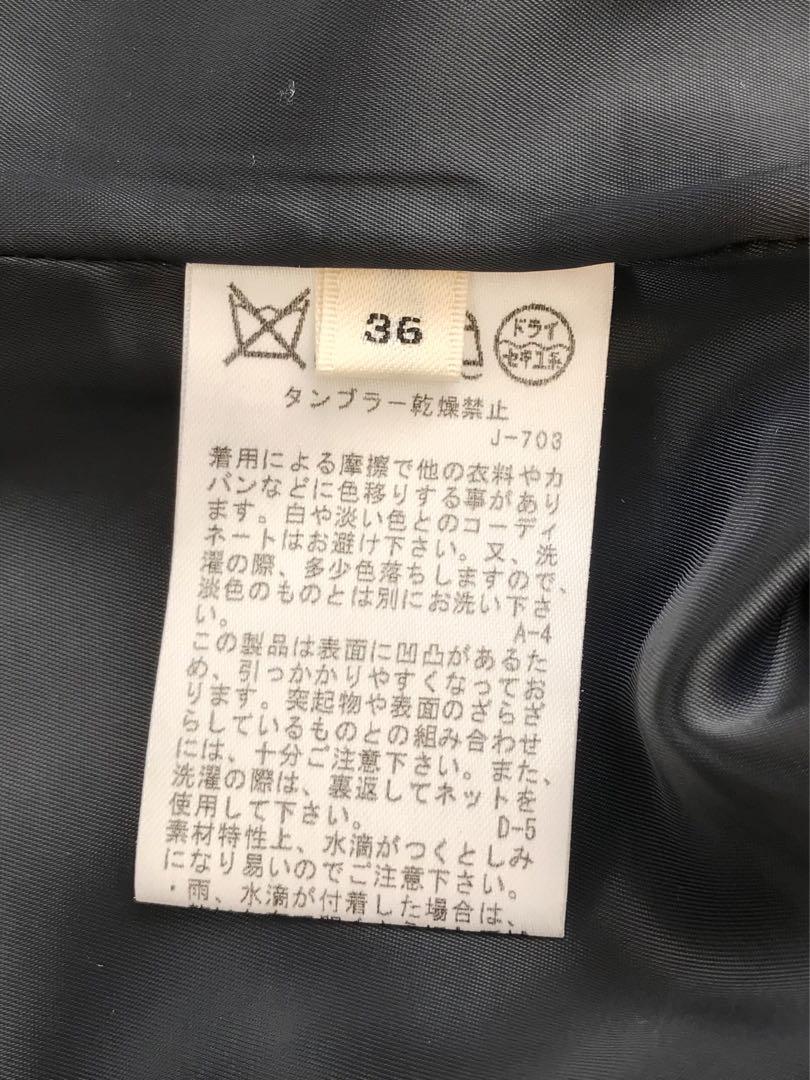 36
ドライ
セキユ系
タンブラー乾燥禁止
J-703
着用による摩擦で他の衣料やカ
バンなどに色移りする事があり
ます。白や淡い色とのコーディ
ネートはお避け下さい。又、洗
濯の際、多少色落ちしますので、
淡色のものとは別にお洗い下さ
い。 A-4
この製品は表面に凹凸があるた
め、引っかかりやすくなってお
ります。突起物や表面のざらざ
らしているものとの組み合わせ
には、十分ご注意下さい。また、
洗濯の際は、裏返してネットを
使用して下さい。 D-5
素材特性上、水滴がつくとしみ
になり易いのでご注意下さい。
・雨、水滴が付着した場合は、